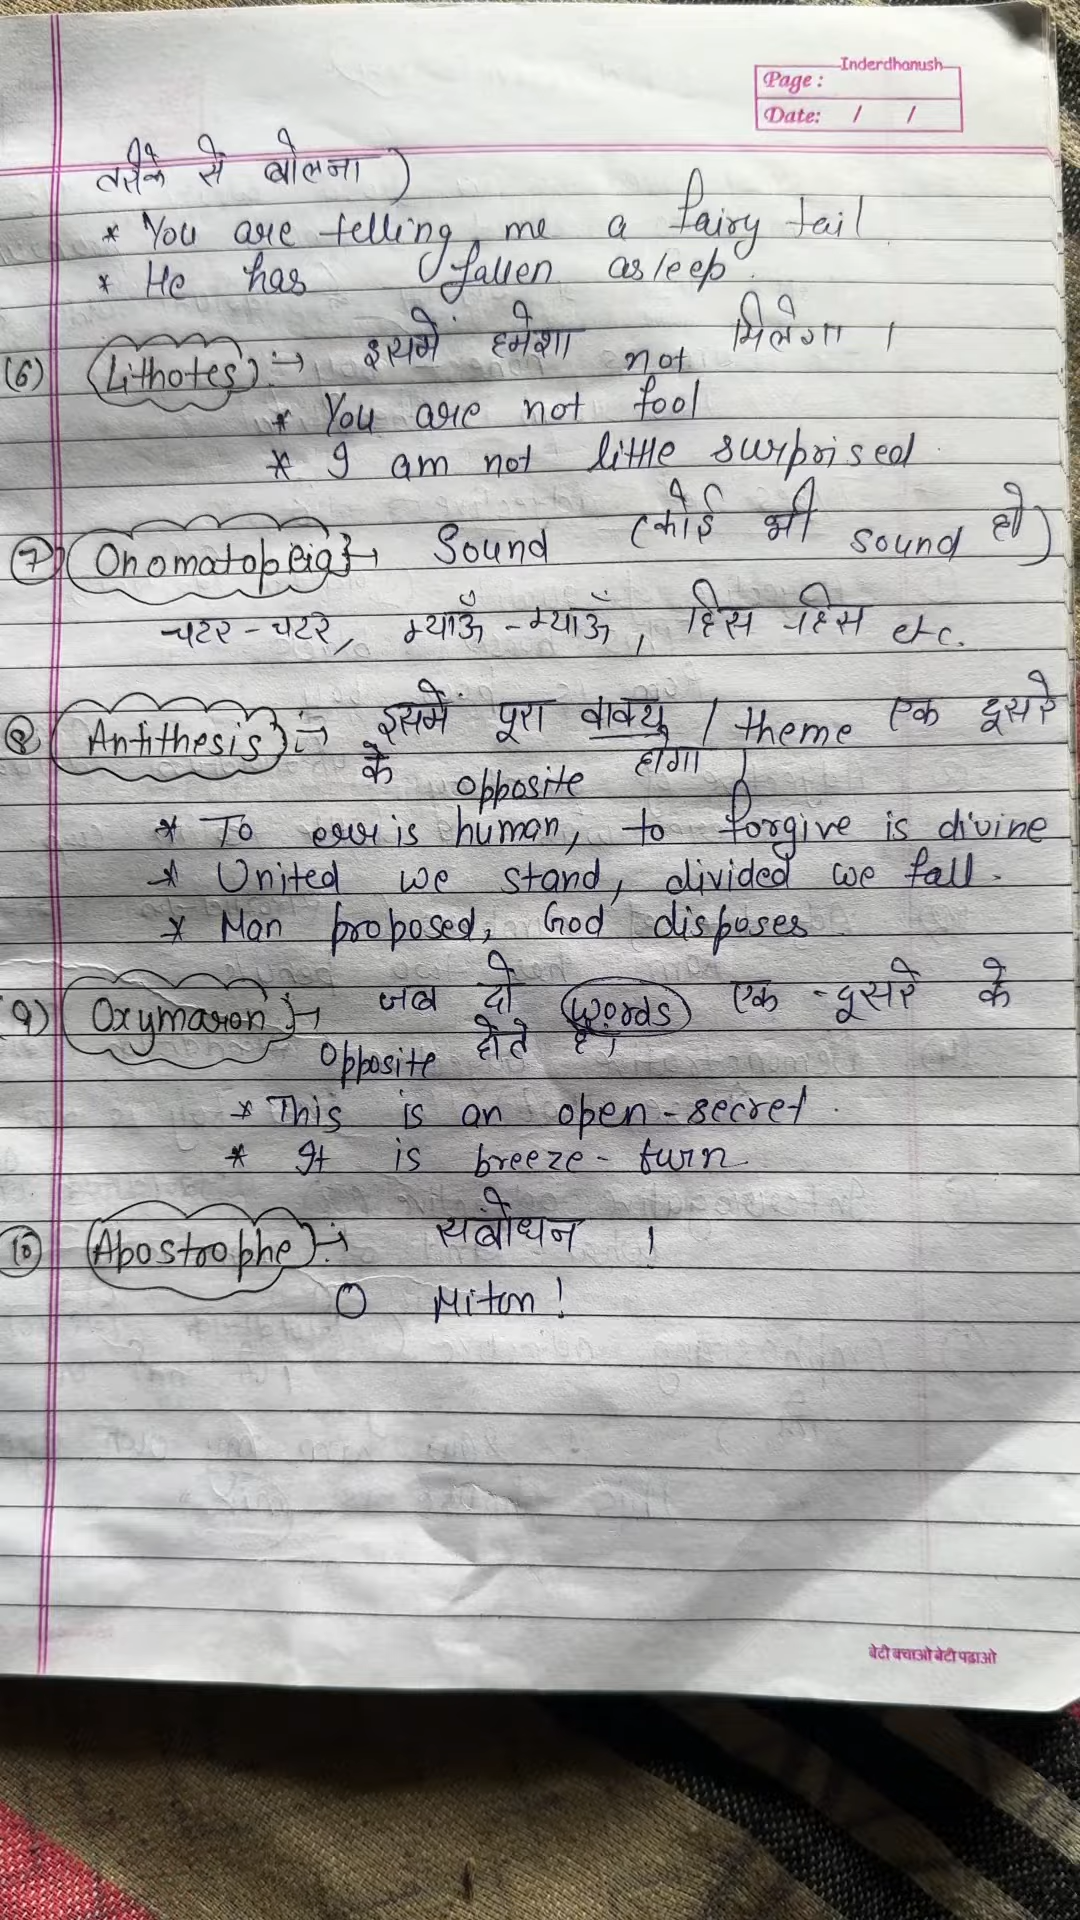 Inderdhanush
Page :
Date: / /
तरीके से बोलना )
* You are telling me a fairy tail
* He has fallen asleep.
(6) Lithotes :→ इसमें हमेशा not मिलेगा ।
* You are not fool
* I am not little surprised.
(7) Onomatopeia → Sound (कोई भी sound हो)
चटर-चटर, म्याऊँ-म्याऊँ, हिस-हिस etc.
(8) Antithesis :→ इसमें पूरा वाक्य / theme एक दूसरे
के opposite होगा ।
* To err is human, to forgive is divine
* United we stand, divided we fall.
* Man proposed, God disposes
(9) Oxymaron → जब दो words एक-दूसरे के
opposite होते है।
* This is an open-secret.
* It is breeze-turn
(10) Apostrophe :→ सबोधन ।
O Miton!
बेटी बचाओ बेटी पढाओ